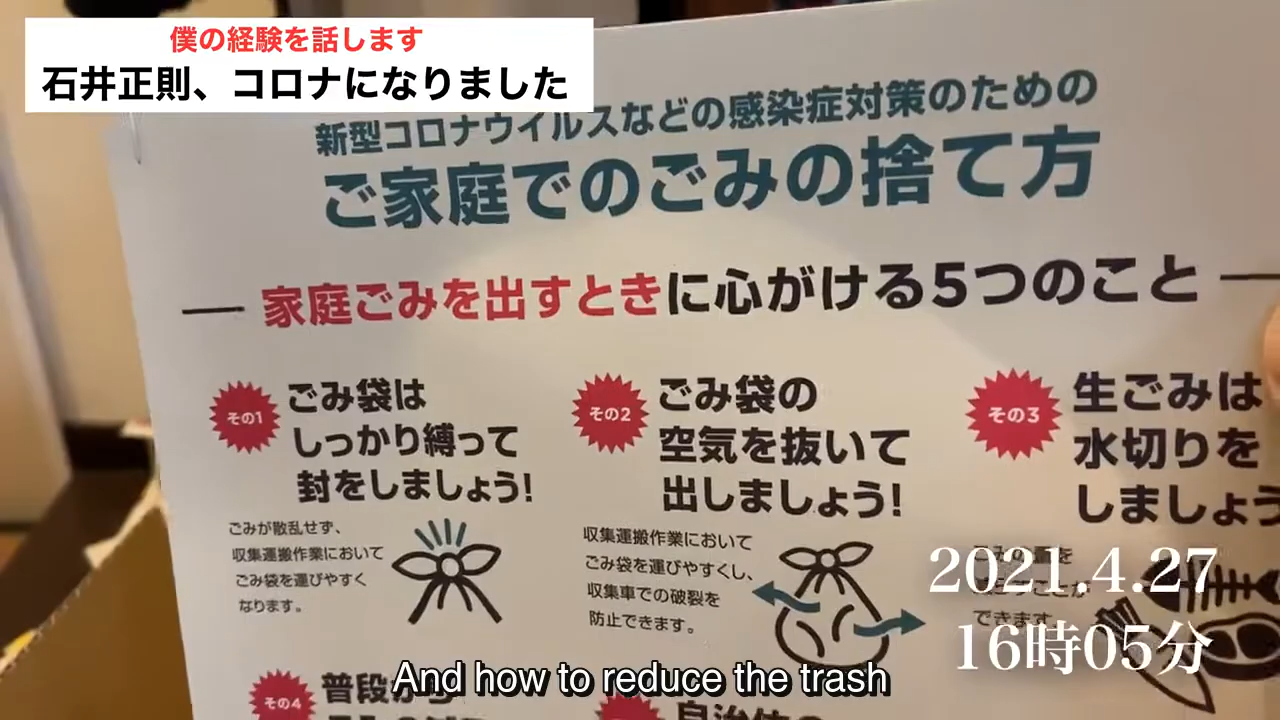 僕の経験を話します
石井正則、コロナになりました
新型コロナウイルスなどの感染症対策のための
ご家庭でのごみの捨て方
家庭ごみを出すときに心がける5つのこと
その1
ごみ袋は
しっかり縛って
封をしましょう!
ごみが散乱せず、
収集運搬作業において
ごみ袋を運びやすく
なります。
その2
ごみ袋の
空気を抜いて
出しましょう!
収集運搬作業において
ごみ袋を運びやすくし、
収集車での破裂を
防止できます。
その3
生ごみは
水切りを
しましょう
できます。
2021.4.27
16時05分
その4
普段から
And how to reduce the trash